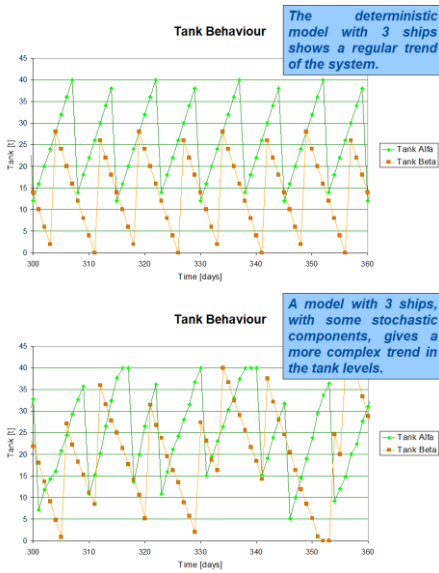 Tank Behaviour
The deterministic
model with 3 ships
shows a regular trend
of the system.
45
40
35
30
25
20
15
10
5
0
Tank [t]
300 310 320 330 340 350 360
Time [days]
Tank Alfa
Tank Beta
Tank Behaviour
A model with 3 ships,
with some stochastic
components, gives a
more complex trend in
the tank levels.
45
40
35
30
25
20
15
10
5
0
Tank [t]
300 310 320 330 340 350 360
Time [days]
Tank Alfa
Tank Beta